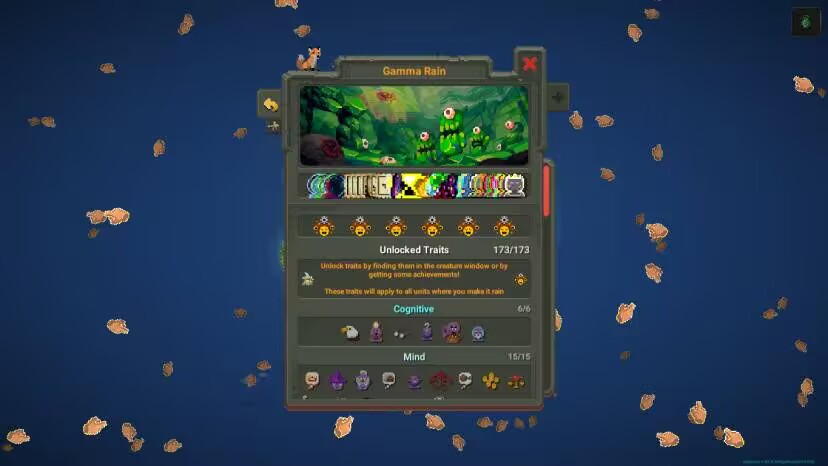 Gamma Rain
Unlocked Traits 173/173
Unlock traits by finding them in the creature window or by
getting some achievements!
These traits will apply to all units where you make it rain
Cognitive 6/6
Mind 15/15